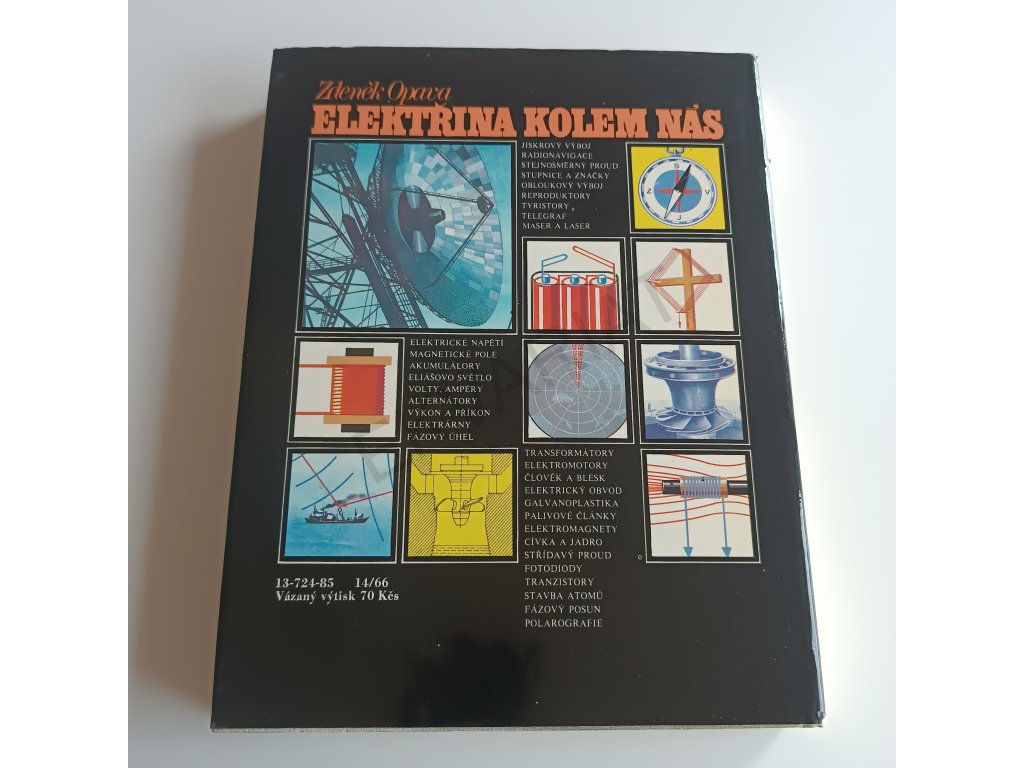 Zdeněk Opava
ELEKTŘINA KOLEM NÁS
JISKROVÝ VÝBOJ
RADIONAVIGACE
STEJNOSMĚRNÝ PROUD
STUPNICE A ZNAČKY
OBLOUKOVÝ VÝBOJ
REPRODUKTORY
TYRISTORY
TELEGRAF
MASER A LASER
S
Z
V
J
ELEKTRICKÉ NAPĚTÍ
MAGNETICKÉ POLE
AKUMULÁLORY
ELIÁŠOVO SVĚTLO
VOLTY, AMPÉRY
ALTERNÁTORY
VÝKON A PŘÍKON
ELEKTRÁRNY
FÁZOVÝ ÚHEL
TRANSFORMÁTORY
ELEKTROMOTORY
ČLOVĚK A BLESK
ELEKTRICKÝ OBVOD
GALVANOPLASTIKA
PALIVOVÉ ČLÁNKY
ELEKTROMAGNETY
CÍVKA A JÁDRO
STŘÍDAVÝ PROUD
FOTODIODY
TRANZISTORY
STAVBA ATOMŮ
FÁZOVÝ POSUN
POLAROGRAFIE
13-724-85 14/66
Vázaný výtisk 70 Kčs